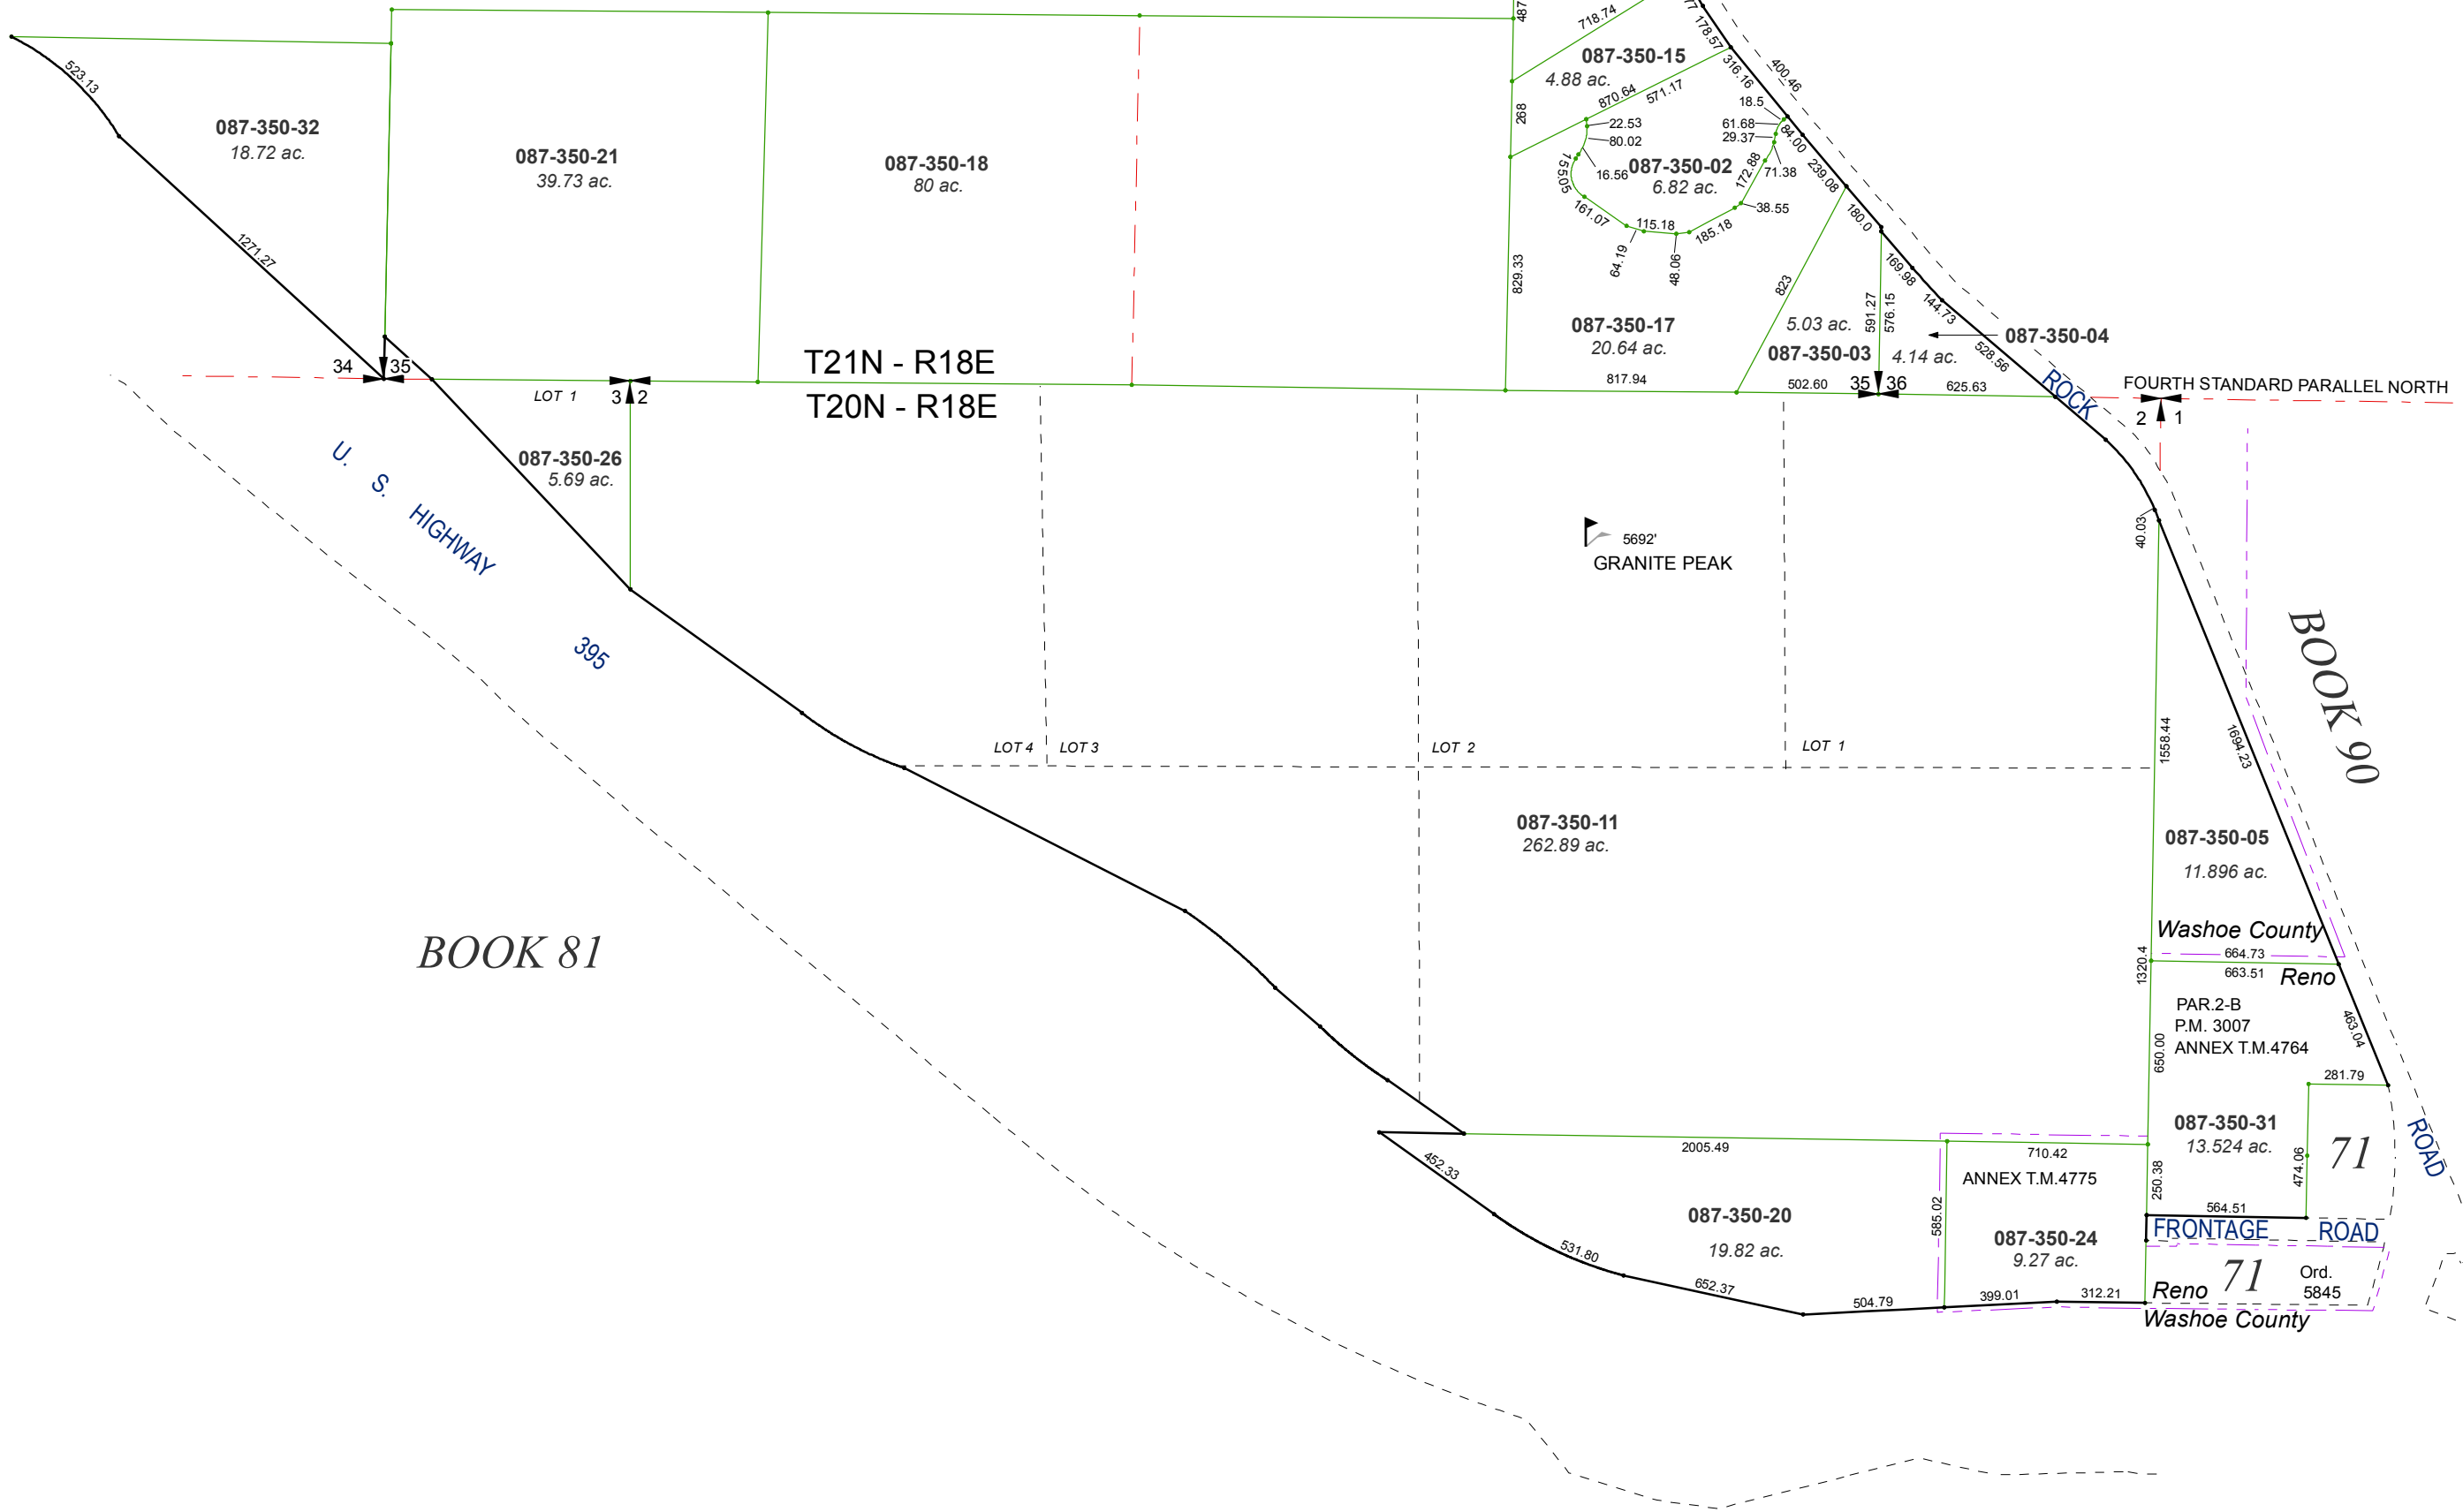 487
718.74
77
178.57
087-350-15
4.88 ac.
316.16
400.46
523.13
268
870.64
571.17
18.5
087-350-32
18.72 ac.
22.53
80.02
61.68
29.37
84.00
087-350-21
39.73 ac.
087-350-18
80 ac.
155.05
16.56
087-350-02
6.82 ac.
172.88
71.38
239.08
161.07
115.18
185.18
38.55
180.0
64.19
48.06
1271.27
829.33
823
169.98
591.27
576.15
144.73
087-350-17
20.64 ac.
5.03 ac.
087-350-03
4.14 ac.
087-350-04
528.56
34
35
T21N - R18E
817.94
502.60
35
36
625.63
ROCK
FOURTH STANDARD PARALLEL NORTH
LOT 1
3
2
T20N - R18E
2
1
087-350-26
5.69 ac.
U. S. HIGHWAY
395
5692'
GRANITE PEAK
40.03
BOOK 90
1558.44
1694.23
LOT 4
LOT 3
LOT 2
LOT 1
087-350-11
262.89 ac.
087-350-05
11.896 ac.
BOOK 81
Washoe County
1320.4
664.73
663.51
Reno
PAR.2-B
P.M. 3007
ANNEX T.M.4764
463.04
650.00
281.79
087-350-31
13.524 ac.
71
ROAD
2005.49
710.42
452.33
ANNEX T.M.4775
474.06
250.38
585.02
564.51
087-350-20
19.82 ac.
FRONTAGE ROAD
087-350-24
9.27 ac.
531.80
652.37
504.79
399.01
312.21
Reno
71
Ord.
5845
Washoe County